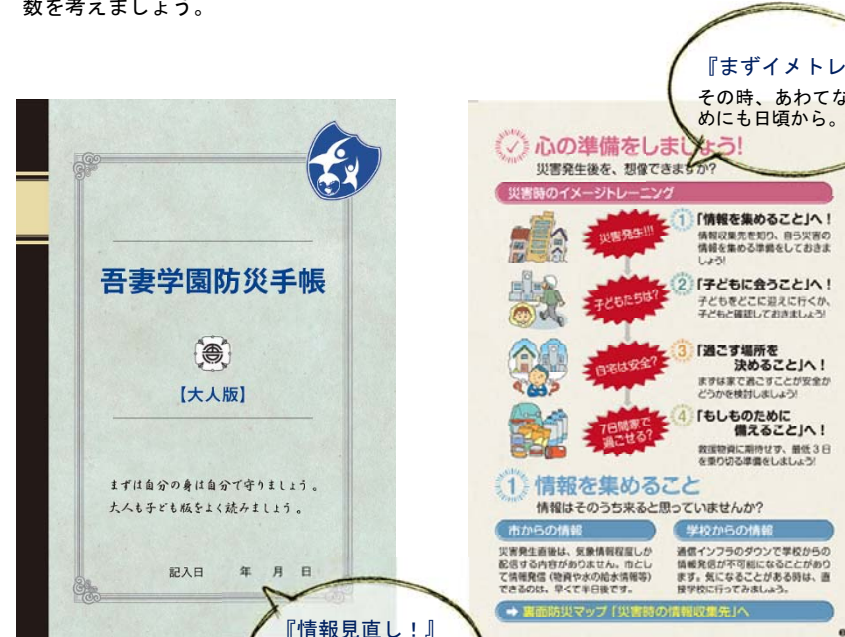 数を考えましょう。
『まずイメトレ
その時、あわてな
めにも日頃から。
吾妻学園防災手帳
【大人版】
まずは自分の身は自分で守りましょう。
大人も子ども版をよく読みましょう。
記入日　年　月　日
『情報見直し！』
心の準備をしましょう!
災害発生後を、想像できますか?
災害時のイメージトレーニング
災害発生!!!
1 「情報を集めること」へ！
情報収集先を知り、自ら災害の
情報を集める準備をしておきま
しょう!
子どもたちは?
2 「子どもに会うこと」へ！
子どもをどこに迎えに行くか、
子どもと確認しておきましょう!
自宅は安全?
3 「過ごす場所を
決めること」へ！
まずは家で過ごすことが安全か
どうかを検討しましょう!
7日間家で
過ごせる?
4 「もしものために
備えること」へ！
救援物資に期待せず、最低3日
を乗り切る準備をしましょう!
1 情報を集めること
情報はそのうち来ると思っていませんか?
市からの情報
災害発生直後は、気象情報程度しか
配信する内容がありません。市とし
て情報発信(物資や水の給水情報等)
できるのは、早くて半日後です。
学校からの情報
通信インフラのダウンで学校からの
情報発信が不可能になることがあり
ます。気になることがある時は、直
接学校に行ってみましょう。
➡ 裏面防災マップ「災害時の情報収集先」へ